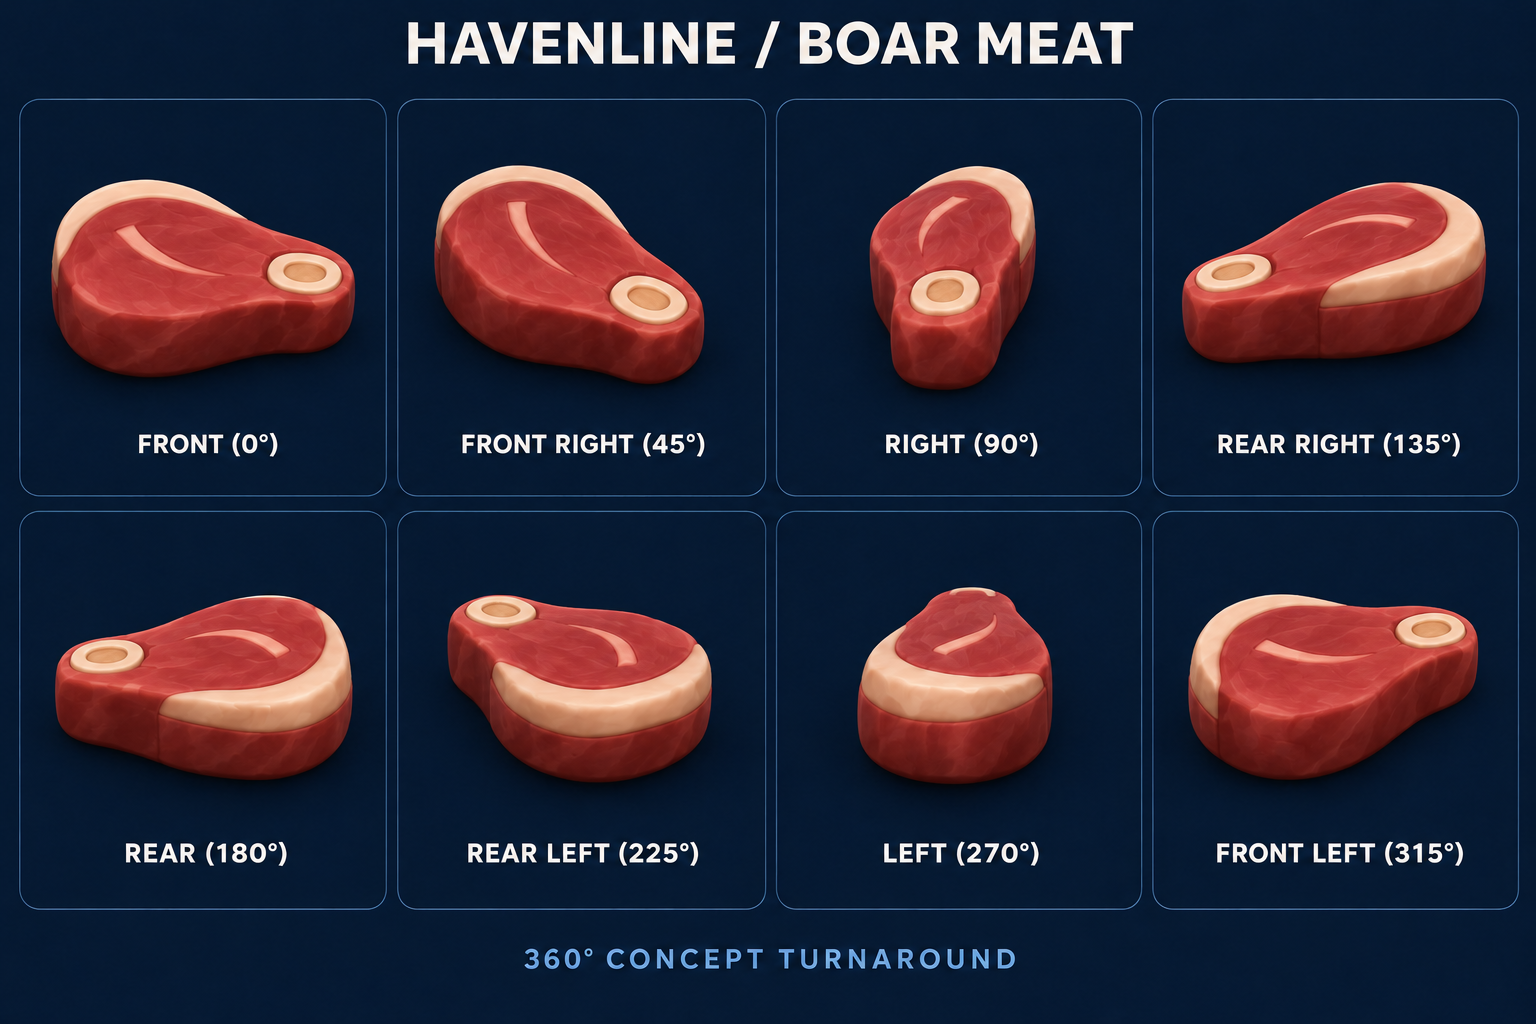 HAVENLINE / BOAR MEAT
FRONT (0°)
FRONT RIGHT (45°)
RIGHT (90°)
REAR RIGHT (135°)
REAR (180°)
REAR LEFT (225°)
LEFT (270°)
FRONT LEFT (315°)
360° CONCEPT TURNAROUND